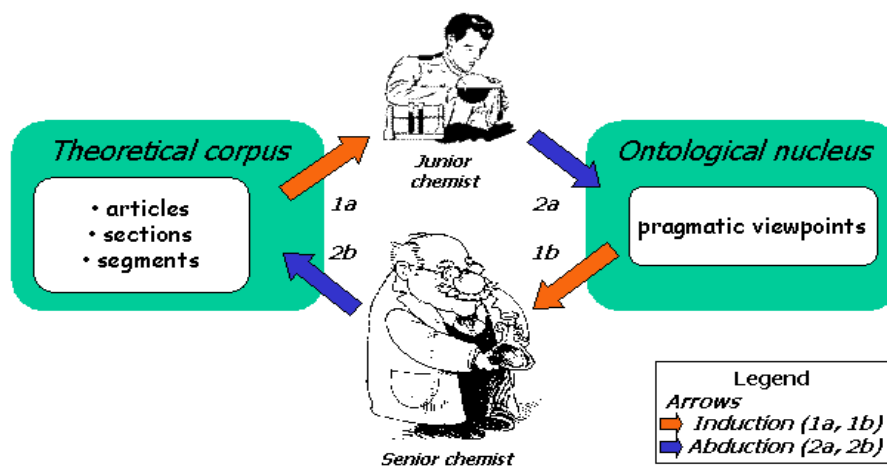 Theoretical corpus
• articles
• sections
• segments
Junior
chemist
1a
2a
2b
1b
Ontological nucleus
pragmatic viewpoints
Senior chemist
Legend
Arrows
Induction (1a, 1b)
Abduction (2a, 2b)